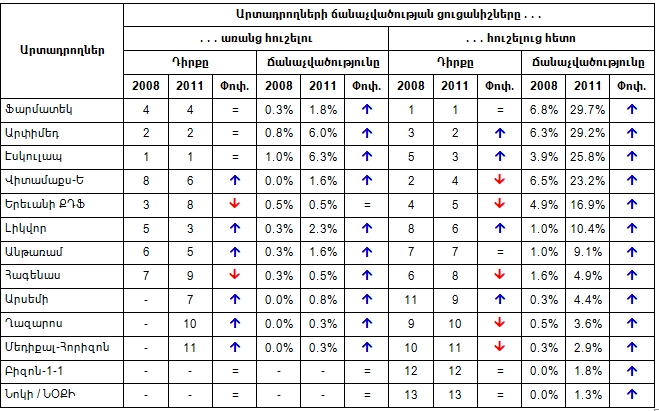 Արտադրողների ճանաչվածության ցուցանիշները . . .
Արտադրողներ
. . . առանց հուշելու . . . հուշելուց հետո
Դիրքը Ճանաչվածությունը Դիրքը Ճանաչվածությունը
2008 2011 Փոփ. 2008 2011 Փոփ. 2008 2011 Փոփ. 2008 2011 Փոփ.
Ֆարմատեկ 4 4 = 0.3% 1.8% ↑ 1 1 = 6.8% 29.7% ↑
Արփիմեդ 2 2 = 0.8% 6.0% ↑ 3 2 ↑ 6.3% 29.2% ↑
Էսկուլապ 1 1 = 1.0% 6.3% ↑ 5 3 ↑ 3.9% 25.8% ↑
Վիտամաքս-Ե 8 6 ↑ 0.0% 1.6% ↑ 2 4 ↓ 6.5% 23.2% ↑
Երեւանի ՔԴՖ 3 8 ↓ 0.5% 0.5% = 4 5 ↓ 4.9% 16.9% ↑
Լիկվոր 5 3 ↑ 0.3% 2.3% ↑ 8 6 ↑ 1.0% 10.4% ↑
Անթառամ 6 5 ↑ 0.3% 1.6% ↑ 7 7 = 1.0% 9.1% ↑
Հագենաս 7 9 ↓ 0.3% 0.5% ↑ 6 8 ↓ 1.6% 4.9% ↑
Արսեմի - 7 ↑ 0.0% 0.8% ↑ 11 9 ↑ 0.3% 4.4% ↑
Ղազարոս - 10 ↑ 0.0% 0.3% ↑ 9 10 ↓ 0.5% 3.6% ↑
Մեդիքալ-Հորիզոն - 11 ↑ 0.0% 0.3% ↑ 10 11 ↓ 0.3% 2.9% ↑
Բիզոն-1-1 - - = - - = 12 12 = 0.0% 1.8% ↑
Նոկի / ՆՕՔԻ - - = - - = 13 13 = 0.0% 1.3% ↑